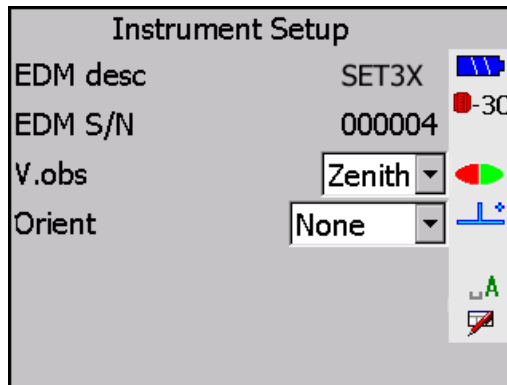 Instrument Setup
EDM desc SET3X
EDM S/N 000004
-30
V.obs Zenith
Orient None
A